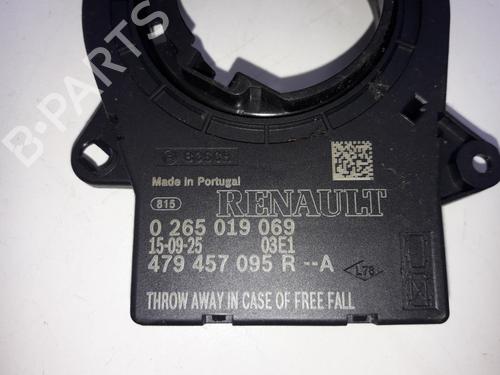 B-PARTS
BOSCH
Made in Portugal
815 RENAULT
0 265 019 069
15-09-25 03E1
479 457 095 R --A
L78
THROW AWAY IN CASE OF FREE FALL